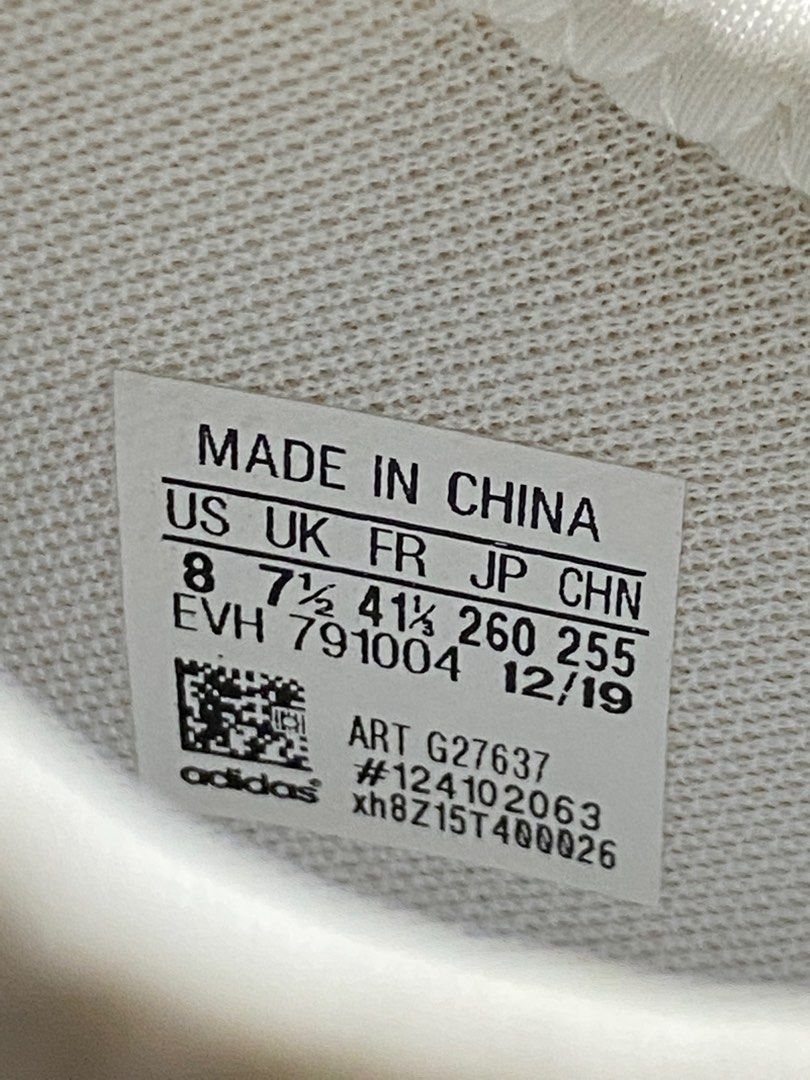 MADE IN CHINA
US UK FR JP CHN
8 7½ 41⅓ 260 255
EVH 791004 12/19
ART G27637
#124102063
xh8Z15T400026
adidas